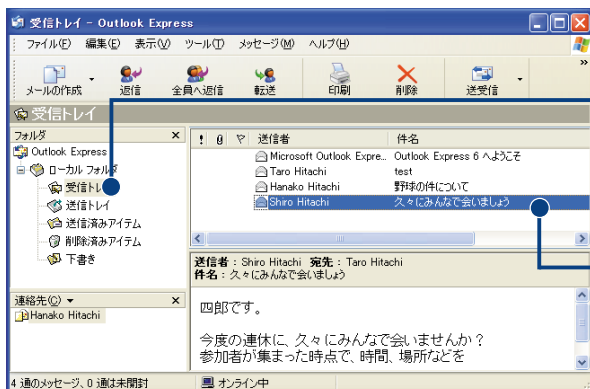 受信トレイ - Outlook Express
ファイル(F) 編集(E) 表示(V) ツール(T) メッセージ(M) ヘルプ(H)
メールの作成 返信 全員へ返信 転送 印刷 削除 送受信
受信トレイ
フォルダ
Outlook Express
ローカル フォルダ
受信トレイ
送信トレイ
送信済みアイテム
削除済みアイテム
下書き
連絡先(C)
Hanako Hitachi
! 送信者 件名
Microsoft Outlook Expre... Outlook Express 6 へようこそ
Taro Hitachi test
Hanako Hitachi 野球の件について
Shiro Hitachi 久々にみんなで会いましょう
送信者: Shiro Hitachi 宛先: Taro Hitachi
件名: 久々にみんなで会いましょう
四郎です。
今度の連休に、久々にみんなで会いませんか?
参加者が集まった時点で、時間、場所などを
4 通のメッセージ、0 通は未開封 オンライン中